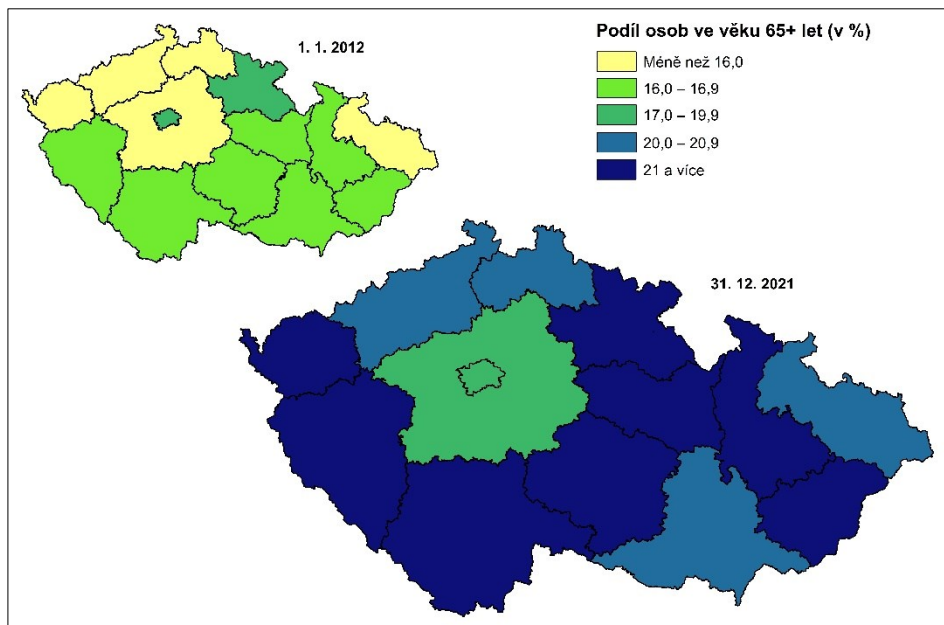 1. 1. 2012
Podíl osob ve věku 65+ let (v %)
Méně než 16,0
16,0 – 16,9
17,0 – 19,9
20,0 – 20,9
21 a více
31. 12. 2021